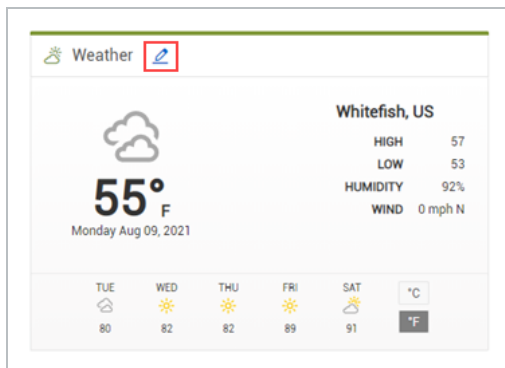 Weather
Whitefish, US
HIGH 57
LOW 53
HUMIDITY 92%
WIND 0 mph N
55° F
Monday Aug 09, 2021
TUE WED THU FRI SAT
80 82 82 89 91
°C
°F